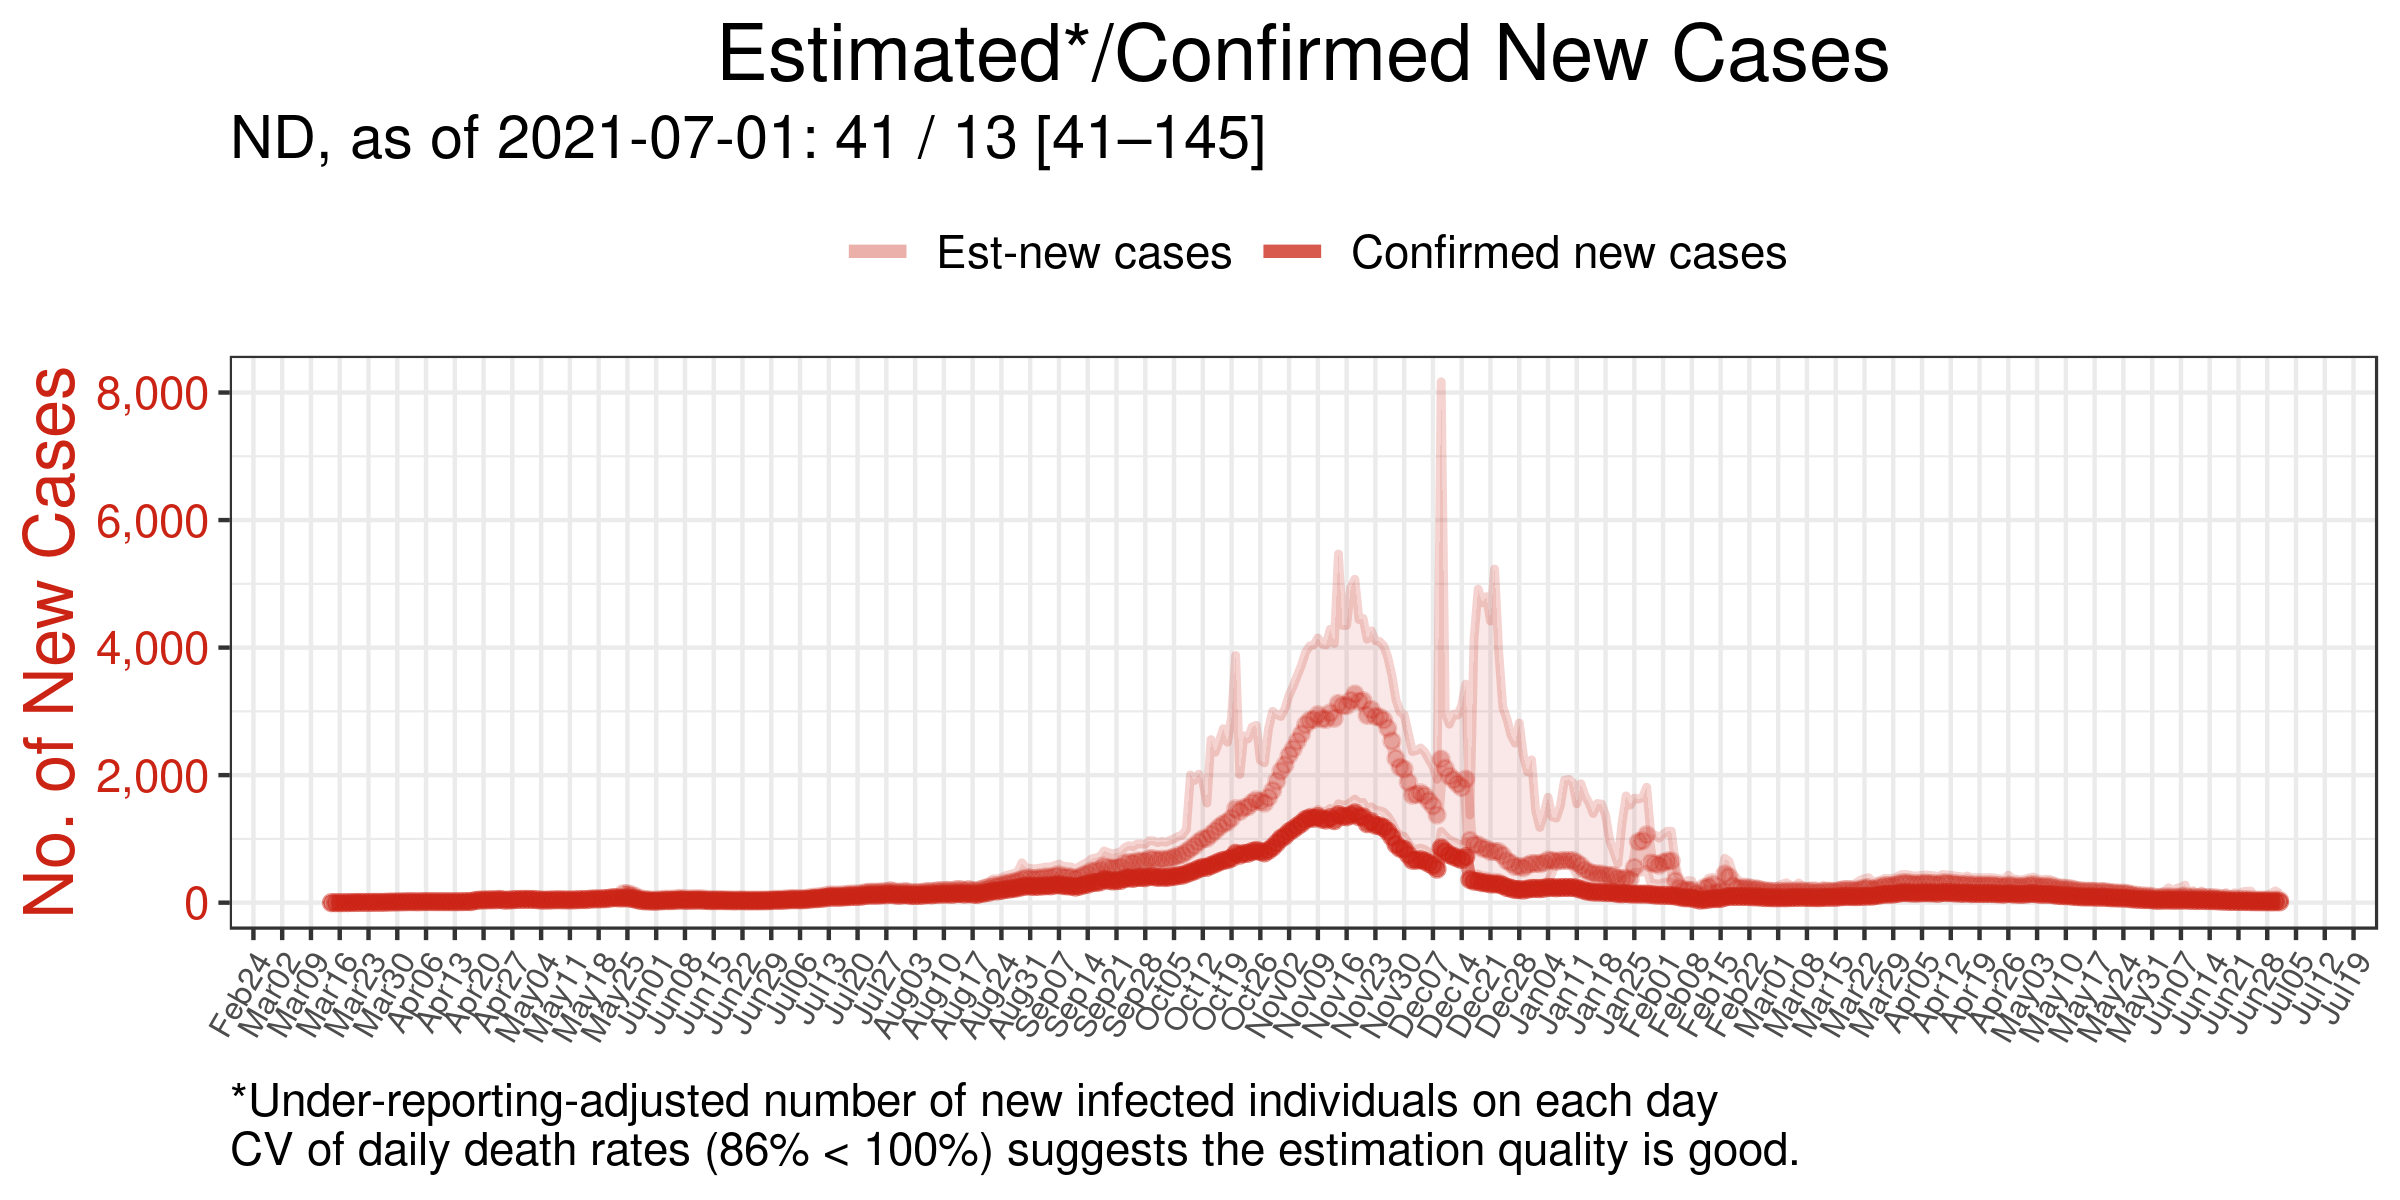 Estimated*/Confirmed New Cases
ND, as of 2021-07-01: 41 / 13 [41–145]
Est-new cases Confirmed new cases
No. of New Cases
8,000
6,000
4,000
2,000
0
Feb24 Mar02 Mar09 Mar16 Mar23 Mar30 Apr06 Apr13 Apr20 Apr27 May04 May11 May18 May25 Jun01 Jun08 Jun15 Jun22 Jun29 Jul06 Jul13 Jul20 Jul27 Aug03 Aug10 Aug17 Aug24 Aug31 Sep07 Sep14 Sep21 Sep28 Oct05 Oct12 Oct19 Oct26 Nov02 Nov09 Nov16 Nov23 Nov30 Dec07 Dec14 Dec21 Dec28 Jan04 Jan11 Jan18 Jan25 Feb01 Feb08 Feb15 Feb22 Mar01 Mar08 Mar15 Mar22 Mar29 Apr05 Apr12 Apr19 Apr26 May03 May10 May17 May24 May31 Jun07 Jun14 Jun21 Jun28 Jul05 Jul12 Jul19
*Under-reporting-adjusted number of new infected individuals on each day
CV of daily death rates (86% < 100%) suggests the estimation quality is good.